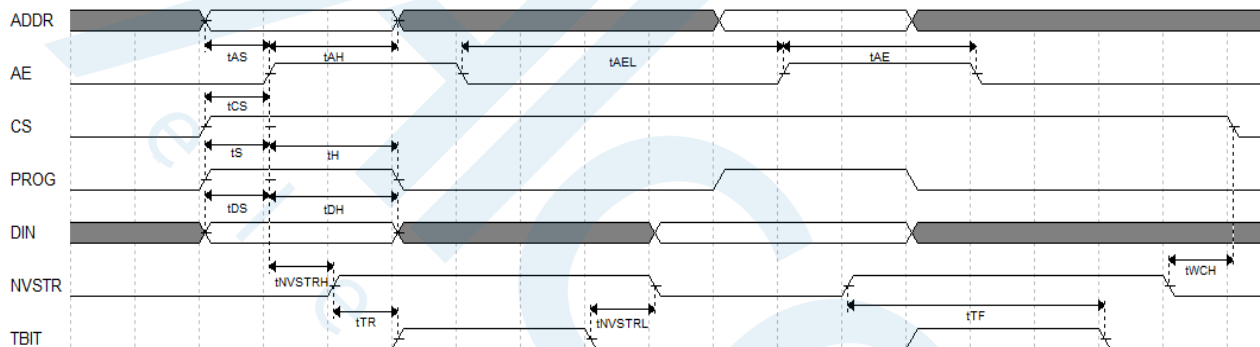 ADDR
tAS tAH tAEL tAE
AE
tCS
CS
tS tH
PROG
tDS tDH
DIN
tNVSTRH tWCH
NVSTR
tTR tNVSTRL tTF
TBIT
e
e